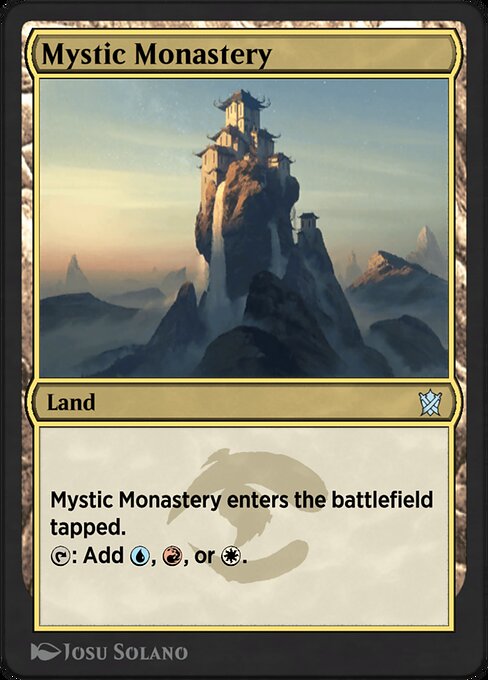 Mystic Monastery
Land
Mystic Monastery enters the battlefield
tapped.
: Add , , or .
Josu Solano